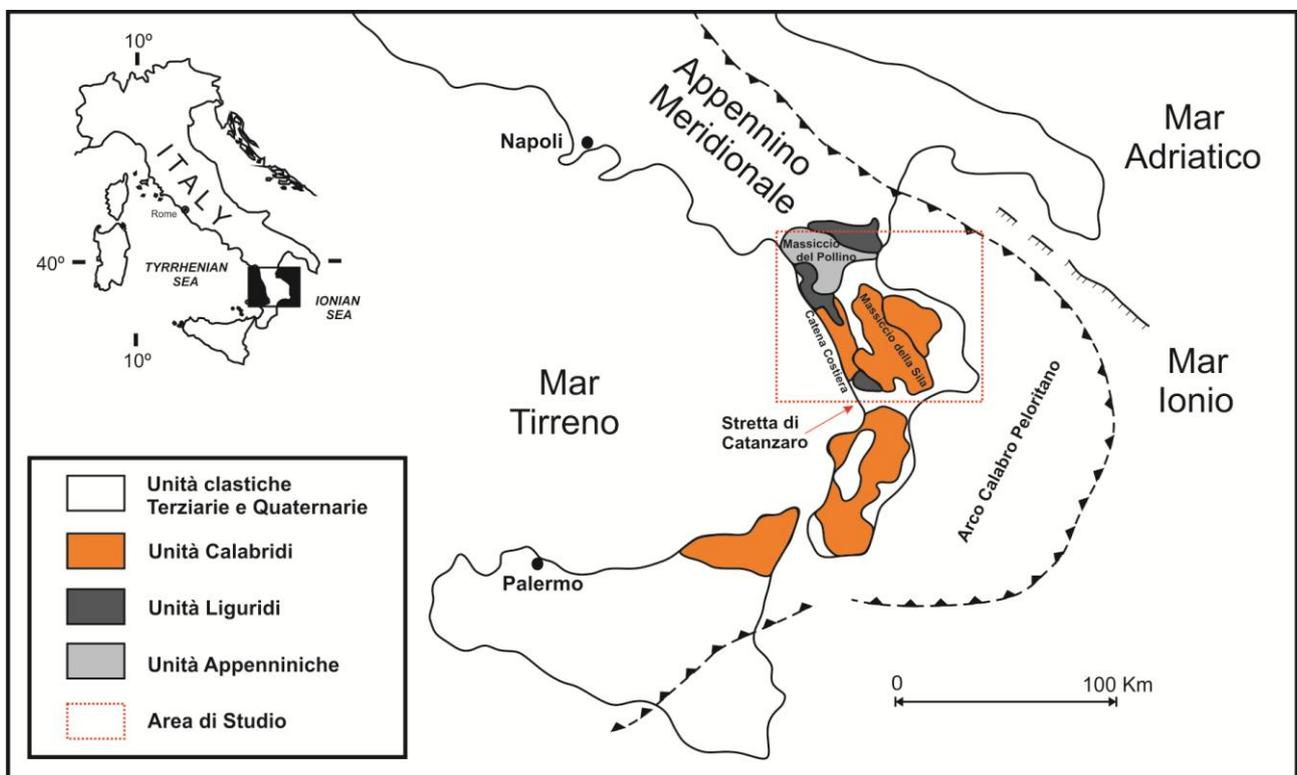 10º
ITALY
Rome
40º
TYRRHENIAN
SEA
IONIAN
SEA
10º
Napoli
Appennino
Meridionale
Mar
Adriatico
Massiccio
del Pollino
Massiccio della Sila
Catena Costiera
Mar
Tirreno
Stretta di
Catanzaro
Mar
Ionio
Arco Calabro Peloritano
Palermo
0 100 Km
Unità clastiche
Terziarie e Quaternarie
Unità Calabridi
Unità Liguridi
Unità Appenniniche
Area di Studio